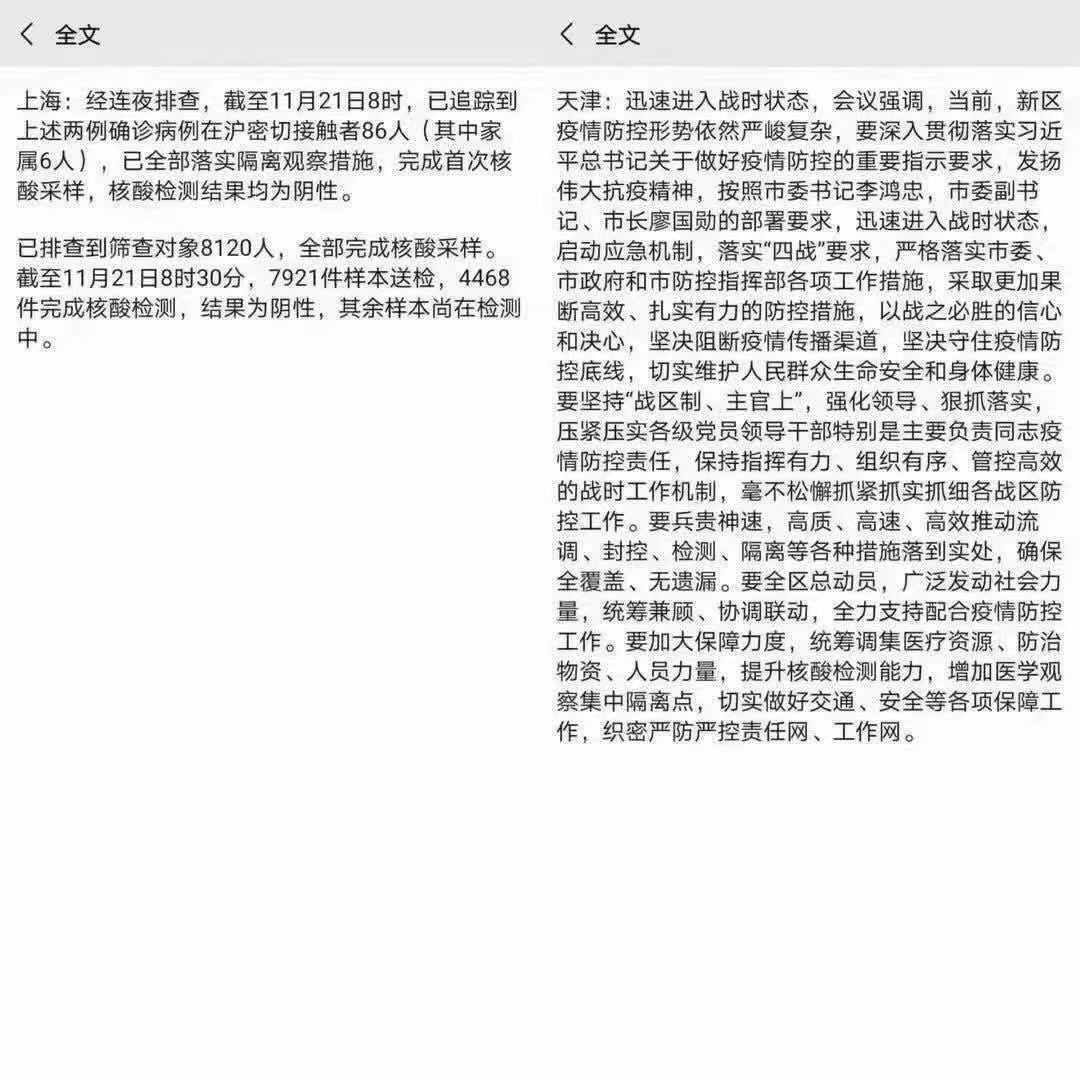 全文
上海：经连夜排查，截至11月21日8时，已追踪到
上述两例确诊病例在沪密切接触者86人（其中家
属6人），已全部落实隔离观察措施，完成首次核
酸采样，核酸检测结果均为阴性。
已排查到筛查对象8120人，全部完成核酸采样。
截至11月21日8时30分，7921件样本送检，4468
件完成核酸检测，结果为阴性，其余样本尚在检测
中。
全文
天津：迅速进入战时状态，会议强调，当前，新区
疫情防控形势依然严峻复杂，要深入贯彻落实习近
平总书记关于做好疫情防控的重要指示要求，发扬
伟大抗疫精神，按照市委书记李鸿忠，市委副书
记、市长廖国勋的部署要求，迅速进入战时状态，
启动应急机制，落实“四战”要求，严格落实市委、
市政府和市防控指挥部各项工作措施，采取更加果
断高效、扎实有力的防控措施，以战之必胜的信心
和决心，坚决阻断疫情传播渠道，坚决守住疫情防
控底线，切实维护人民群众生命安全和身体健康。
要坚持“战区制、主官上”，强化领导、狠抓落实，
压紧压实各级党员领导干部特别是主要负责同志疫
情防控责任，保持指挥有力、组织有序、管控高效
的战时工作机制，毫不松懈抓紧抓实抓细各战区防
控工作。要兵贵神速，高质、高速、高效推动流
调、封控、检测、隔离等各种措施落到实处，确保
全覆盖、无遗漏。要全区总动员，广泛发动社会力
量，统筹兼顾、协调联动，全力支持配合疫情防控
工作。要加大保障力度，统筹调集医疗资源、防治
物资、人员力量，提升核酸检测能力，增加医学观
察集中隔离点，切实做好交通、安全等各项保障工
作，织密严防严控责任网、工作网。